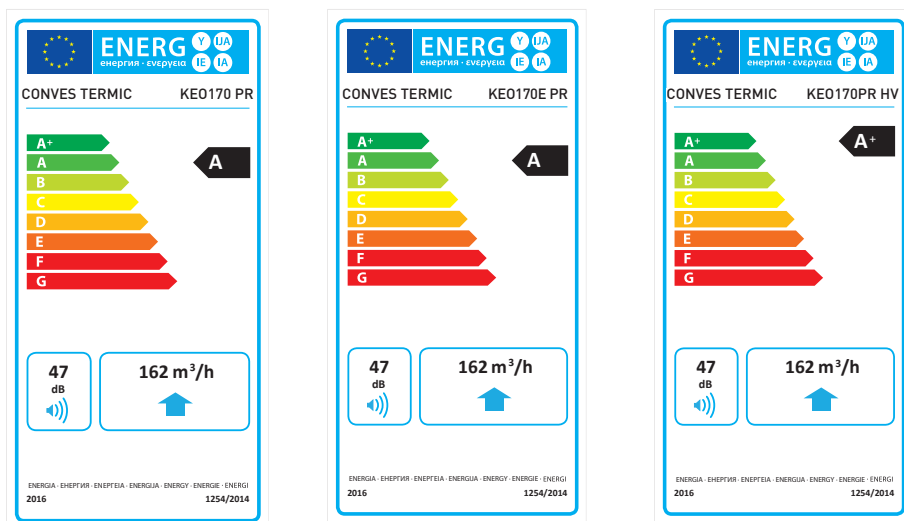 ENERG Y IJA
енергия · ενεργεια IE IA
CONVES TERMIC KEO170 PR
A+
A A
B
C
D
E
F
G
47 162 m³/h
dB
ENERGIA · ЕНЕРГИЯ · ΕΝΕΡΓΕΙΑ · ENERGIJA · ENERGY · ENERGIE · ENERGI
2016 1254/2014
ENERG Y IJA
енергия · ενεργεια IE IA
CONVES TERMIC KEO170E PR
A+
A A
B
C
D
E
F
G
47 162 m³/h
dB
ENERGIA · ЕНЕРГИЯ · ΕΝΕΡΓΕΙΑ · ENERGIJA · ENERGY · ENERGIE · ENERGI
2016 1254/2014
ENERG Y IJA
енергия · ενεργεια IE IA
CONVES TERMIC KEO170PR HV
A+ A+
A
B
C
D
E
F
G
47 162 m³/h
dB
ENERGIA · ЕНЕРГИЯ · ΕΝΕΡΓΕΙΑ · ENERGIJA · ENERGY · ENERGIE · ENERGI
2016 1254/2014